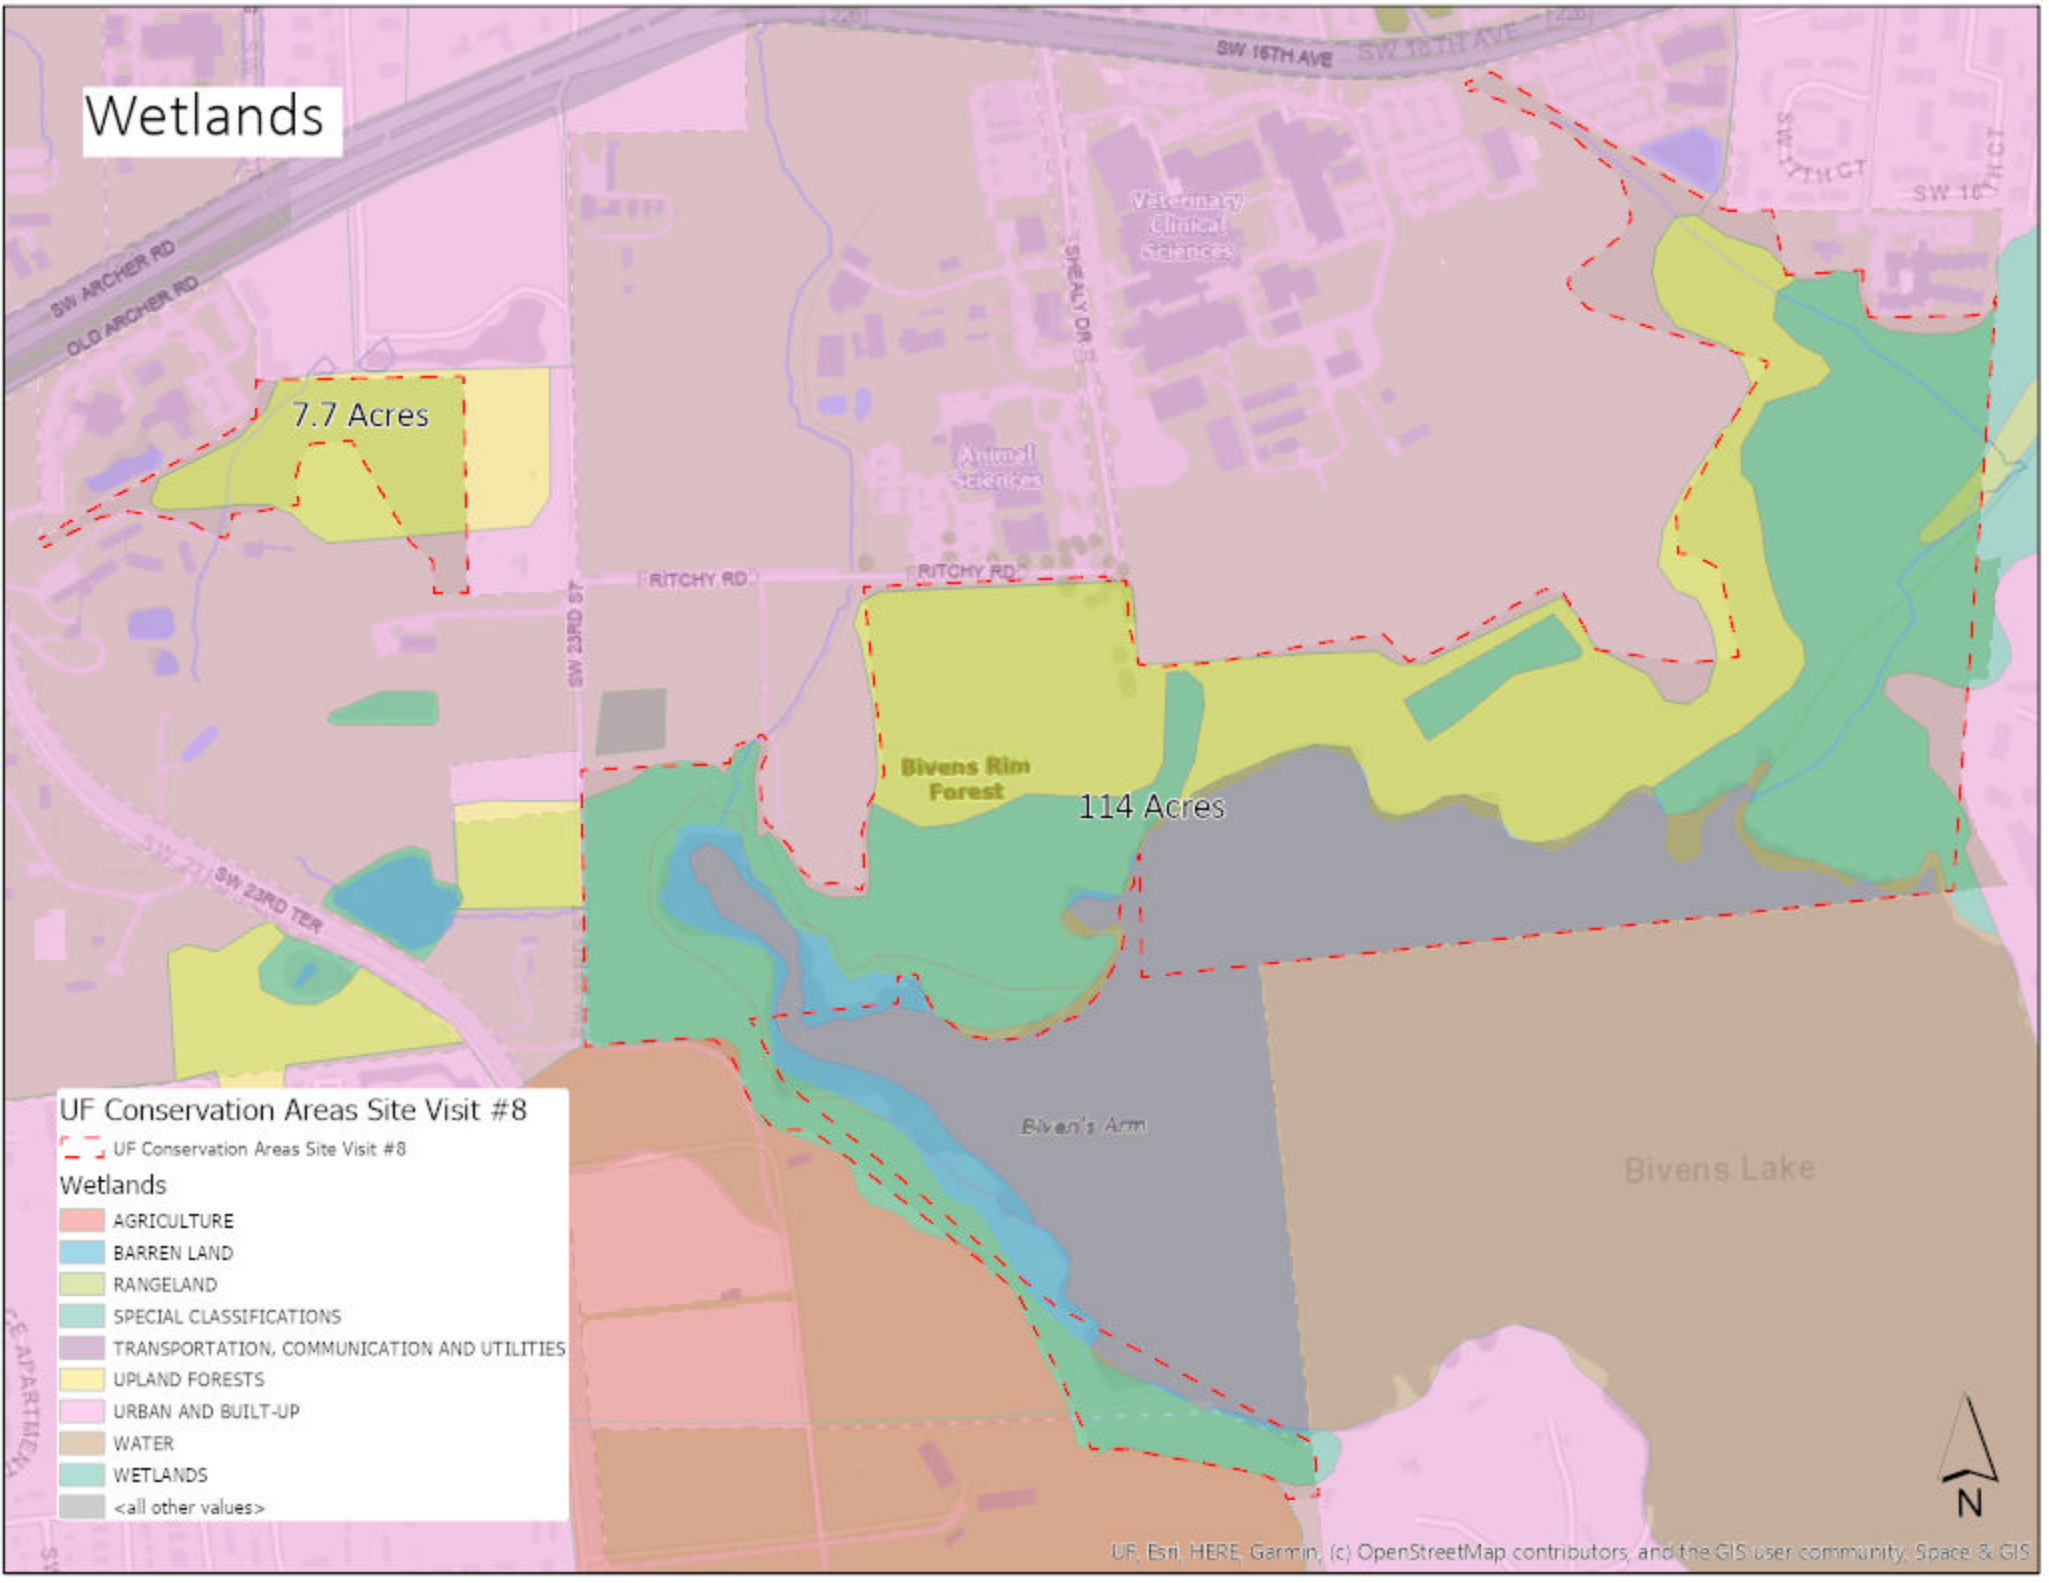 226
226
SW 16TH AVE
SW 16TH AVE
Wetlands
SW 17TH CT
7TH CT
SW 16
Veterinary
Clinical
Sciences
SW ARCHER RD
OLD ARCHER RD
SHEALY DR
7.7 Acres
Animal
Sciences
RITCHY RD
RITCHY RD
SW 23RD ST
Bivens Rim
Forest
114 Acres
SW 23RD TER
Biven's Arm
Bivens Lake
UF Conservation Areas Site Visit #8
UF Conservation Areas Site Visit #8
Wetlands
AGRICULTURE
BARREN LAND
RANGELAND
SPECIAL CLASSIFICATIONS
TRANSPORTATION, COMMUNICATION AND UTILITIES
UPLAND FORESTS
URBAN AND BUILT-UP
WATER
WETLANDS
<all other values>
N
UF, Esri, HERE, Garmin, (c) OpenStreetMap contributors, and the GIS user community, Space & GIS